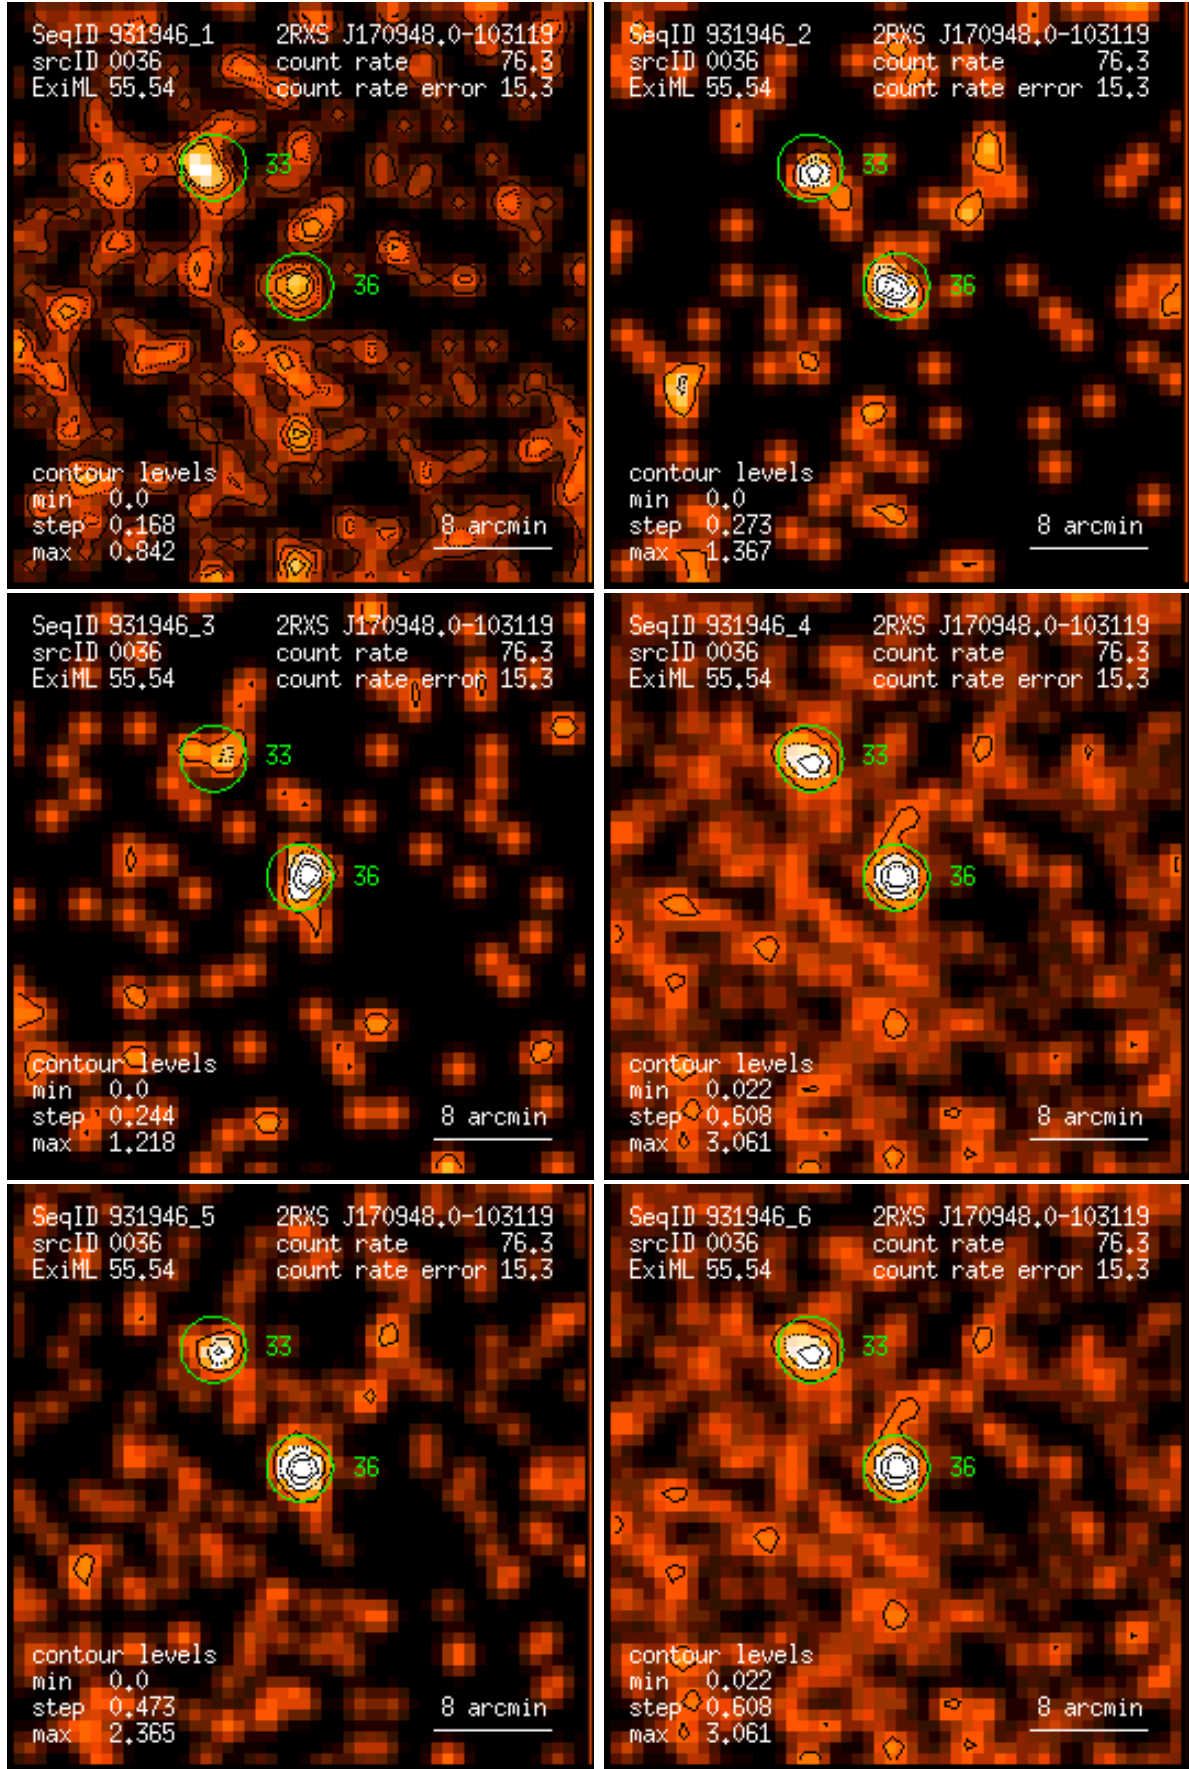 SeqID 931946_1 2RXS J170948.0-103119
srcID 0036 count rate 76.3
ExiML 55.54 count rate error 15.3
33
36
contour levels
min 0.0
step 0.168 8 arcmin
max 0.842
SeqID 931946_2 2RXS J170948.0-103119
srcID 0036 count rate 76.3
ExiML 55.54 count rate error 15.3
33
36
contour levels
min 0.0
step 0.273 8 arcmin
max 1.367
SeqID 931946_3 2RXS J170948.0-103119
srcID 0036 count rate 76.3
ExiML 55.54 count rate error 15.3
33
36
contour levels
min 0.0
step 0.244 8 arcmin
max 1.218
SeqID 931946_4 2RXS J170948.0-103119
srcID 0036 count rate 76.3
ExiML 55.54 count rate error 15.3
33
36
contour levels
min 0.022
step 0.608 8 arcmin
max 3.061
SeqID 931946_5 2RXS J170948.0-103119
srcID 0036 count rate 76.3
ExiML 55.54 count rate error 15.3
33
36
contour levels
min 0.0
step 0.473 8 arcmin
max 2.365
SeqID 931946_6 2RXS J170948.0-103119
srcID 0036 count rate 76.3
ExiML 55.54 count rate error 15.3
33
36
contour levels
min 0.022
step 0.608 8 arcmin
max 3.061